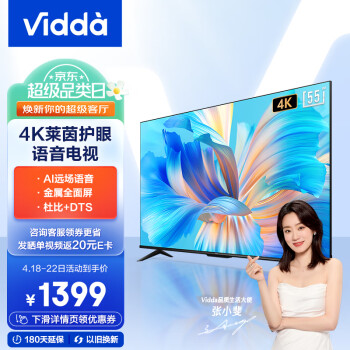 Vidda
京东
超级品类日
焕新你的超级客厅
4K莱茵护眼
语音电视
AI远场语音
金属全面屏
杜比+DTS
咨询客服领券更省
发晒单视频返20元E卡
4.18-22日活动到手价
¥1399
下滑详情页领优惠券
180天延保
以旧换新
4K
55
Vidda品牌全球大使
张小斐